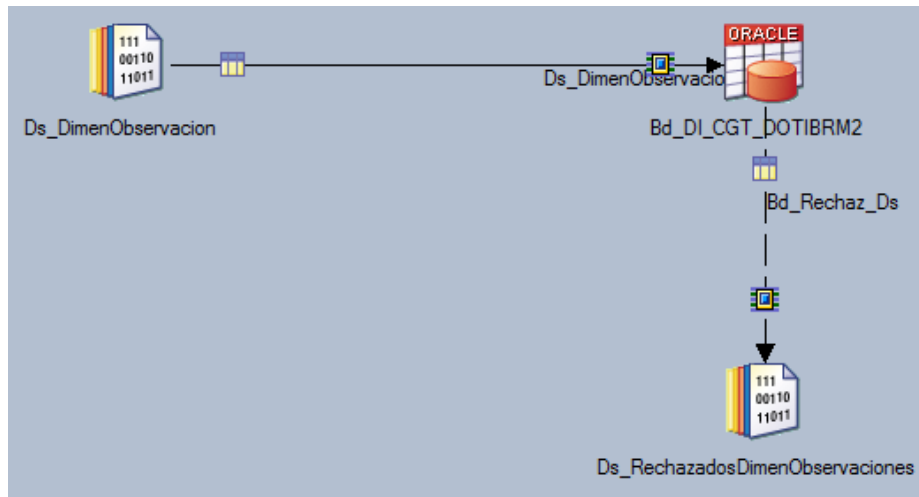 111
00110
11011
Ds_DimenObservacion
Ds_DimenObservacio
ORACLE
Bd_DI_CGT_DOTIBRM2
Bd_Rechaz_Ds
111
00110
11011
Ds_RechazadosDimenObservaciones